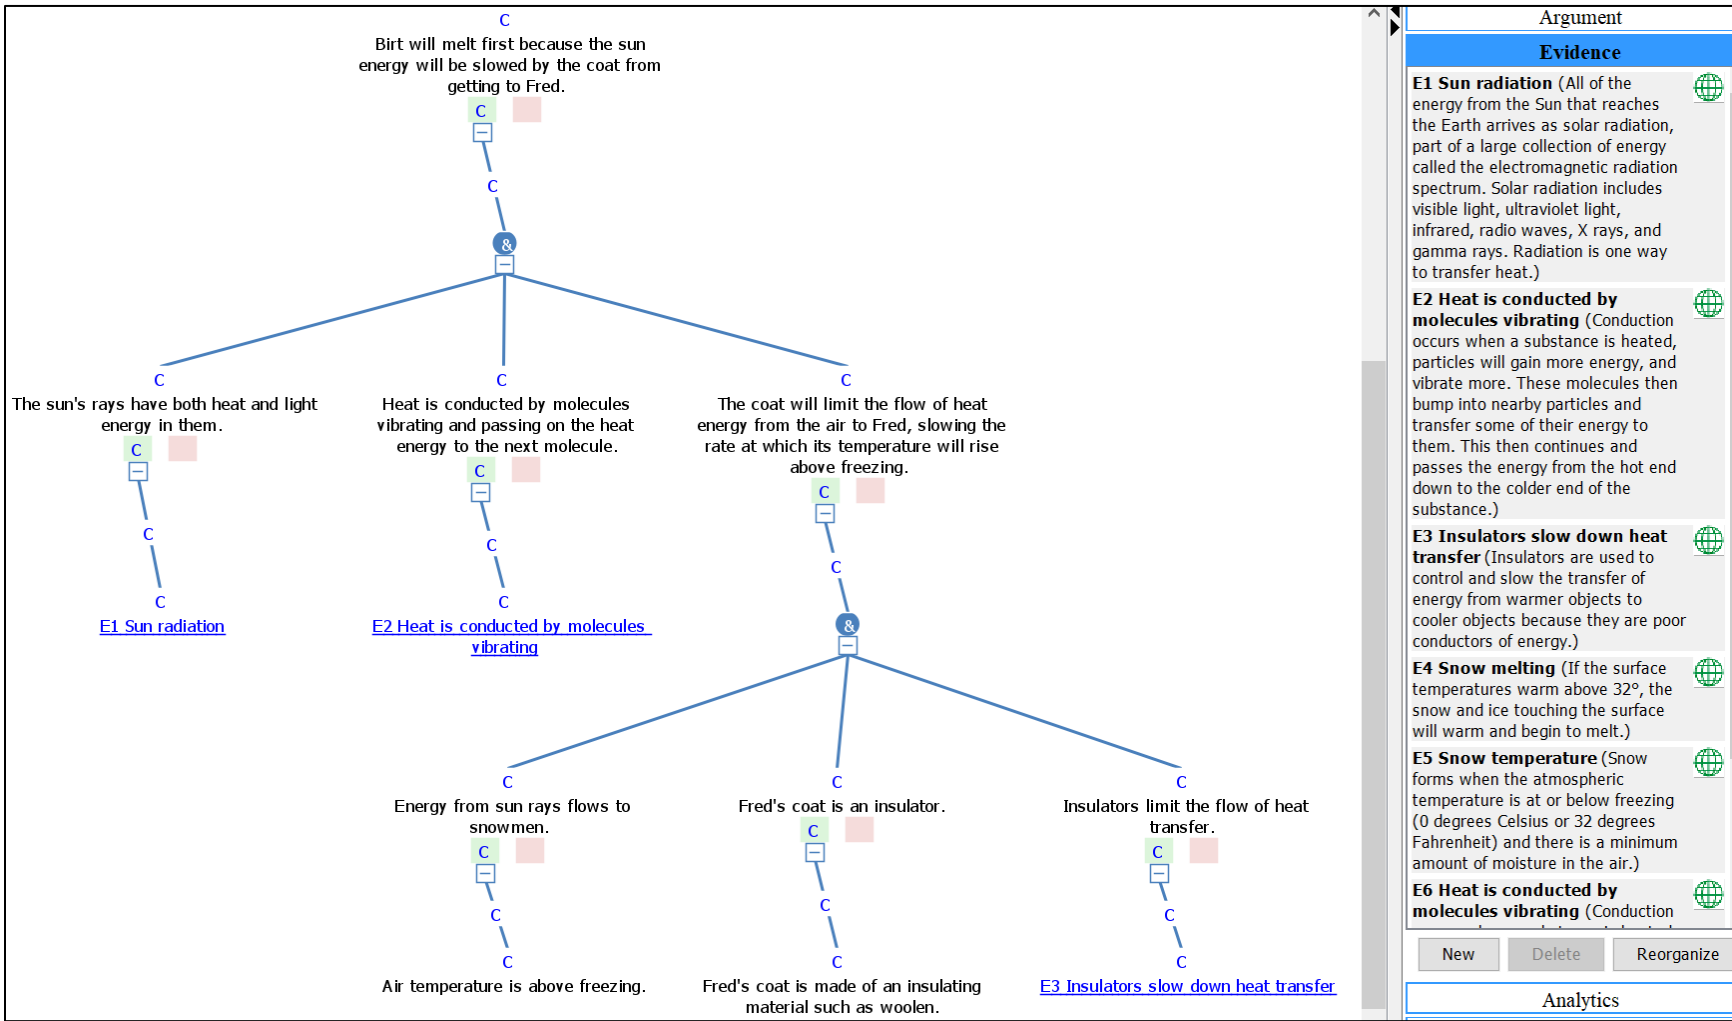 C
Birt will melt first because the sun
energy will be slowed by the coat from
getting to Fred.
C
C
&
C
The sun's rays have both heat and light
energy in them.
C
C
C
E1 Sun radiation
C
Heat is conducted by molecules
vibrating and passing on the heat
energy to the next molecule.
C
C
C
E2 Heat is conducted by molecules
vibrating
C
The coat will limit the flow of heat
energy from the air to Fred, slowing the
rate at which its temperature will rise
above freezing.
C
C
&
C
Energy from sun rays flows to
snowmen.
C
C
C
Air temperature is above freezing.
C
Fred's coat is an insulator.
C
C
C
Fred's coat is made of an insulating
material such as woolen.
C
Insulators limit the flow of heat
transfer.
C
C
C
E3 Insulators slow down heat transfer
Argument
Evidence
E1 Sun radiation (All of the
energy from the Sun that reaches
the Earth arrives as solar radiation,
part of a large collection of energy
called the electromagnetic radiation
spectrum. Solar radiation includes
visible light, ultraviolet light,
infrared, radio waves, X rays, and
gamma rays. Radiation is one way
to transfer heat.)
E2 Heat is conducted by
molecules vibrating (Conduction
occurs when a substance is heated,
particles will gain more energy, and
vibrate more. These molecules then
bump into nearby particles and
transfer some of their energy to
them. This then continues and
passes the energy from the hot end
down to the colder end of the
substance.)
E3 Insulators slow down heat
transfer (Insulators are used to
control and slow the transfer of
energy from warmer objects to
cooler objects because they are poor
conductors of energy.)
E4 Snow melting (If the surface
temperatures warm above 32º, the
snow and ice touching the surface
will warm and begin to melt.)
E5 Snow temperature (Snow
forms when the atmospheric
temperature is at or below freezing
(0 degrees Celsius or 32 degrees
Fahrenheit) and there is a minimum
amount of moisture in the air.)
E6 Heat is conducted by
molecules vibrating (Conduction
New
Delete
Reorganize
Analytics